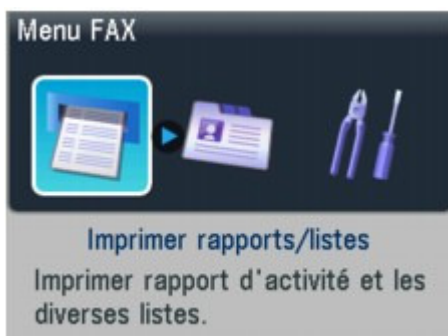 Menu FAX
Imprimer rapports/listes
Imprimer rapport d'activité et les
diverses listes.